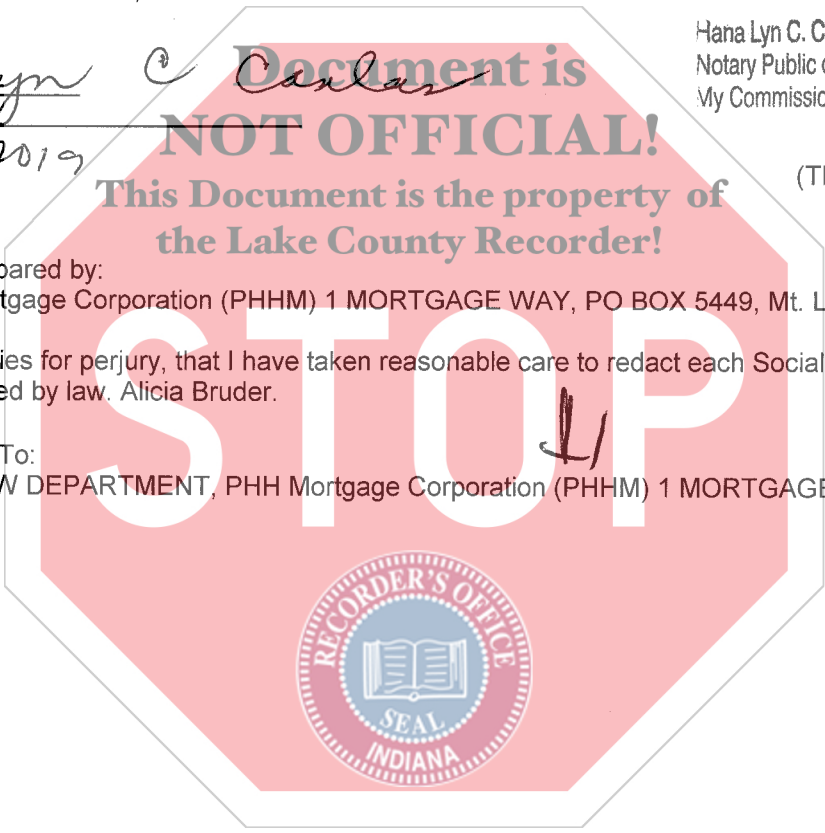 Hana Lyn C. C
Notary Public
My Commissio
yn C Canlas
2019
(T
Document is
NOT OFFICIAL!
This Document is the property of
the Lake County Recorder!
pared by:
tgage Corporation (PHHM) 1 MORTGAGE WAY, PO BOX 5449, Mt. L
ies for perjury, that I have taken reasonable care to redact each Social
ed by law. Alicia Bruder.
To:
W DEPARTMENT, PHH Mortgage Corporation (PHHM) 1 MORTGAGE
STOP
RECORDER'S OFFICE
SEAL
INDIANA